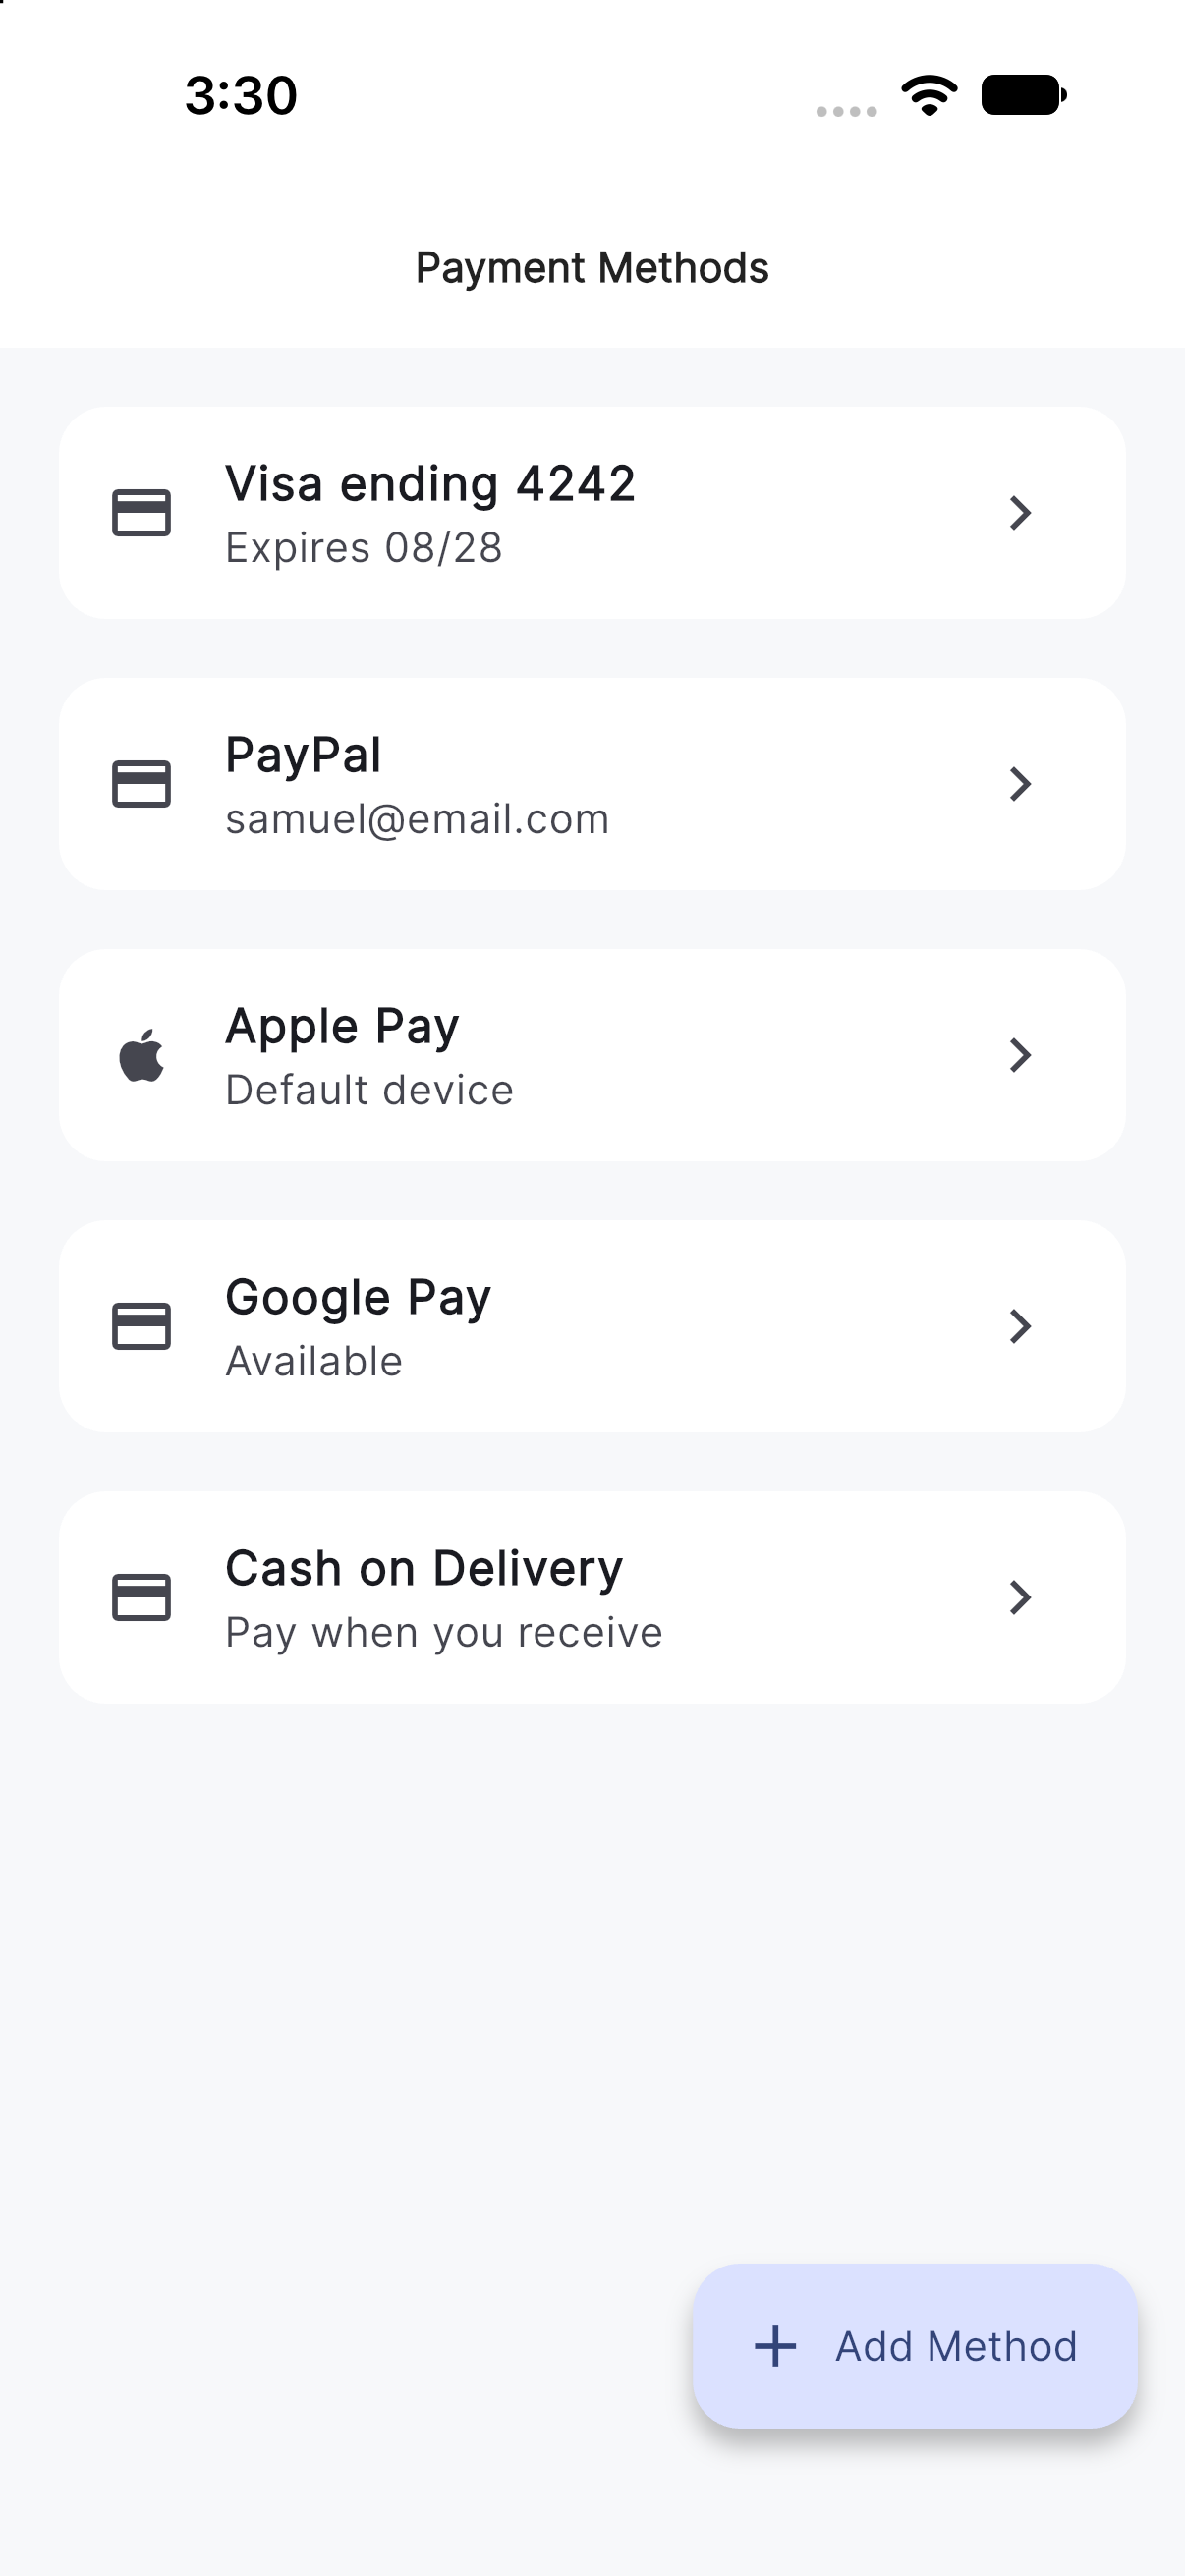 3:30
Payment Methods
Visa ending 4242
Expires 08/28
PayPal
samuel@email.com
Apple Pay
Default device
Google Pay
Available
Cash on Delivery
Pay when you receive
Add Method